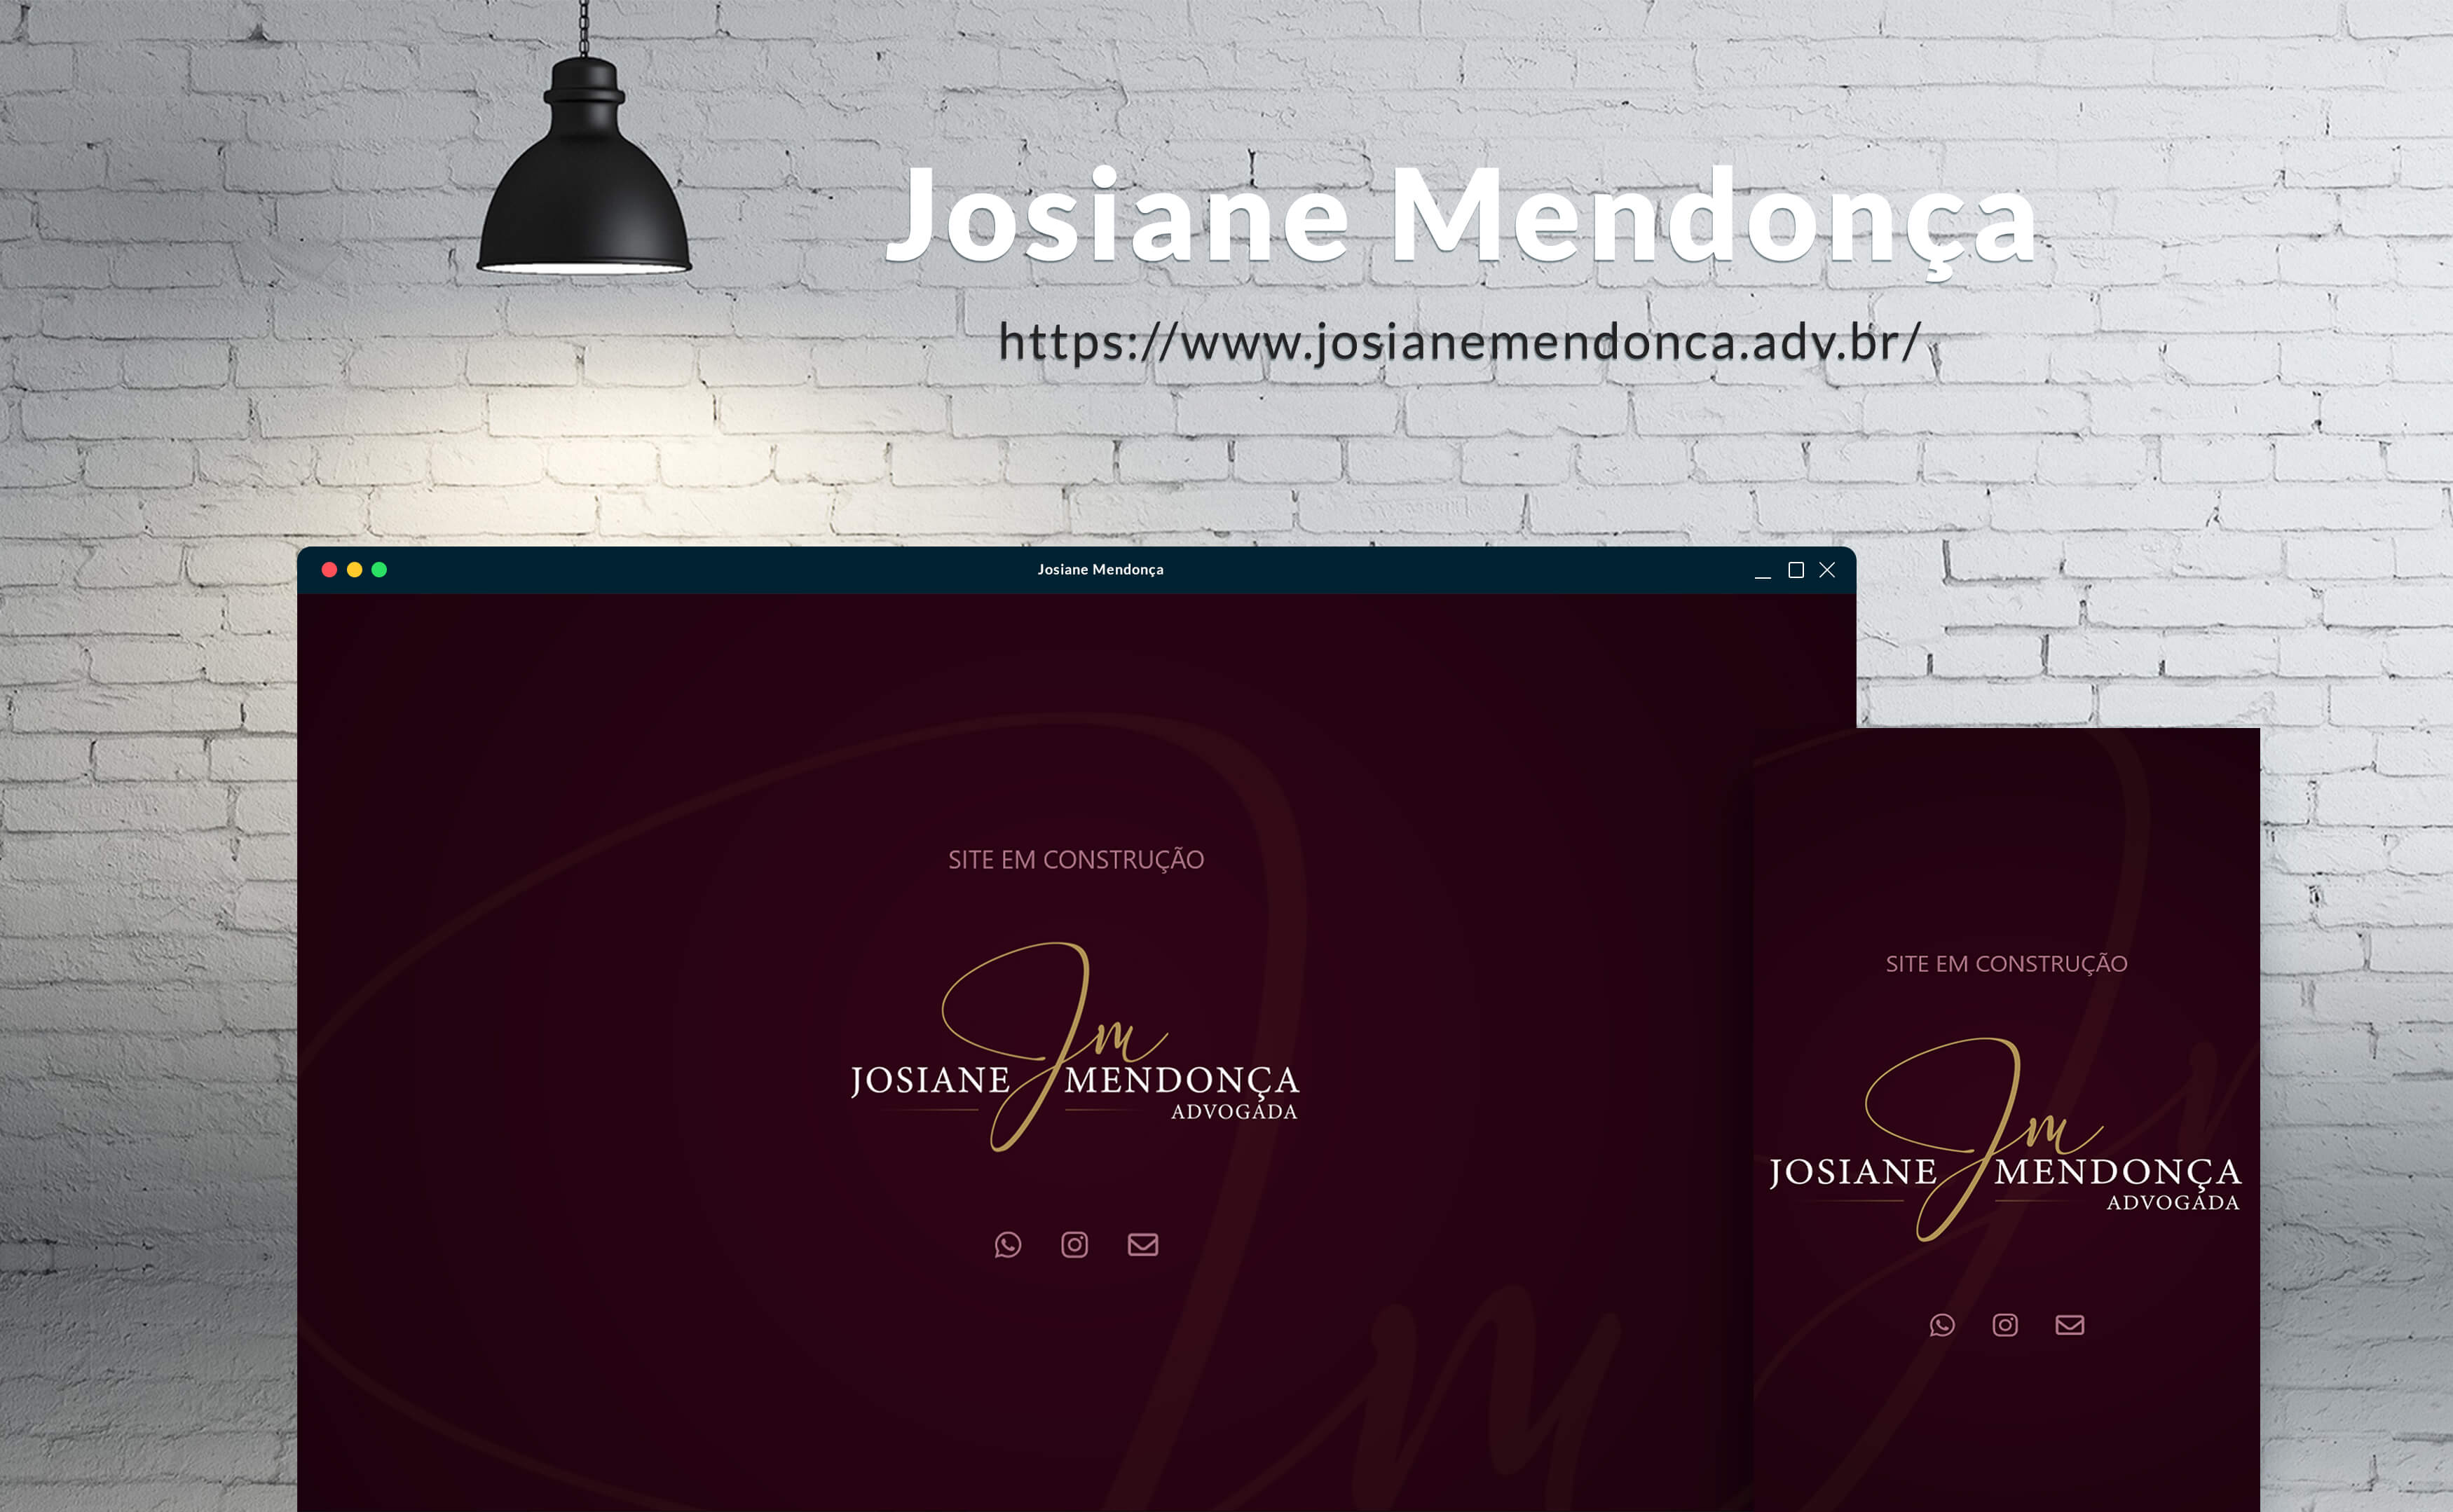 Josiane Mendonça
https://www.josianemendonca.adv.br/
Josiane Mendonça
SITE EM CONSTRUÇÃO
Jm
JOSIANE MENDONÇA
ADVOGADA
SITE EM CONSTRUÇÃO
Jm
JOSIANE MENDONÇA
ADVOGADA